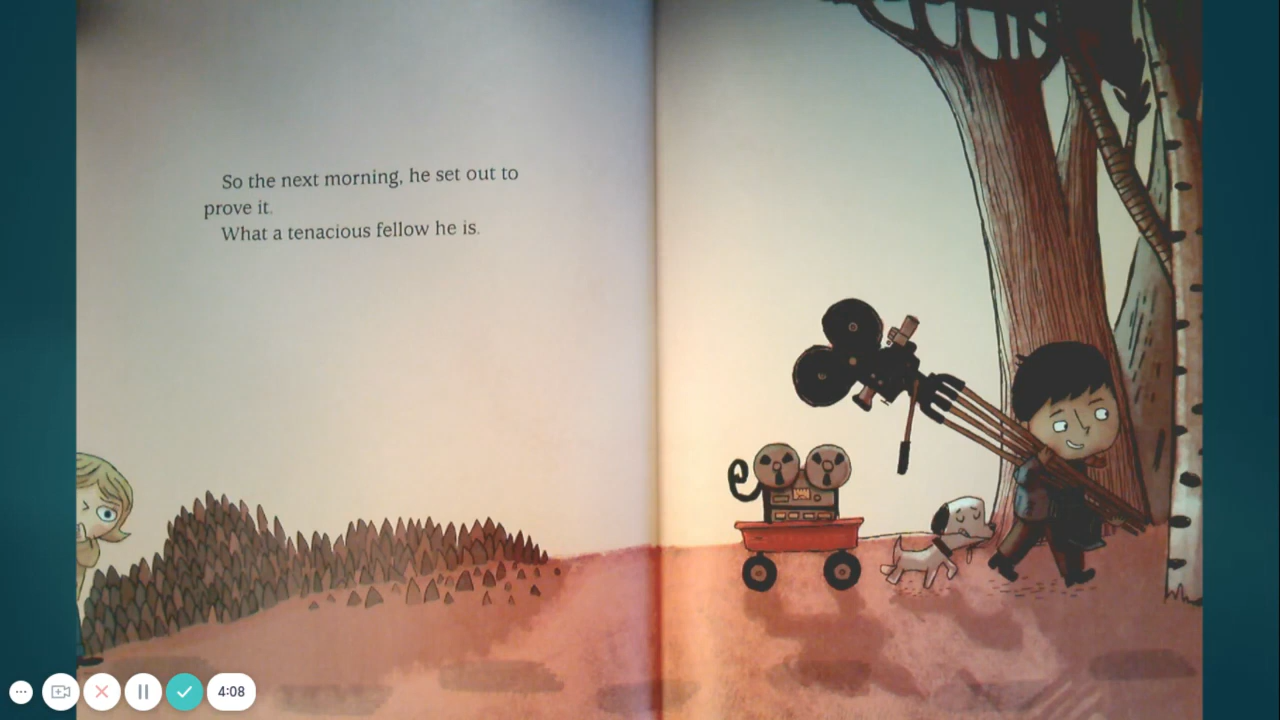 So the next morning, he set out to
prove it.
What a tenacious fellow he is.
4:08